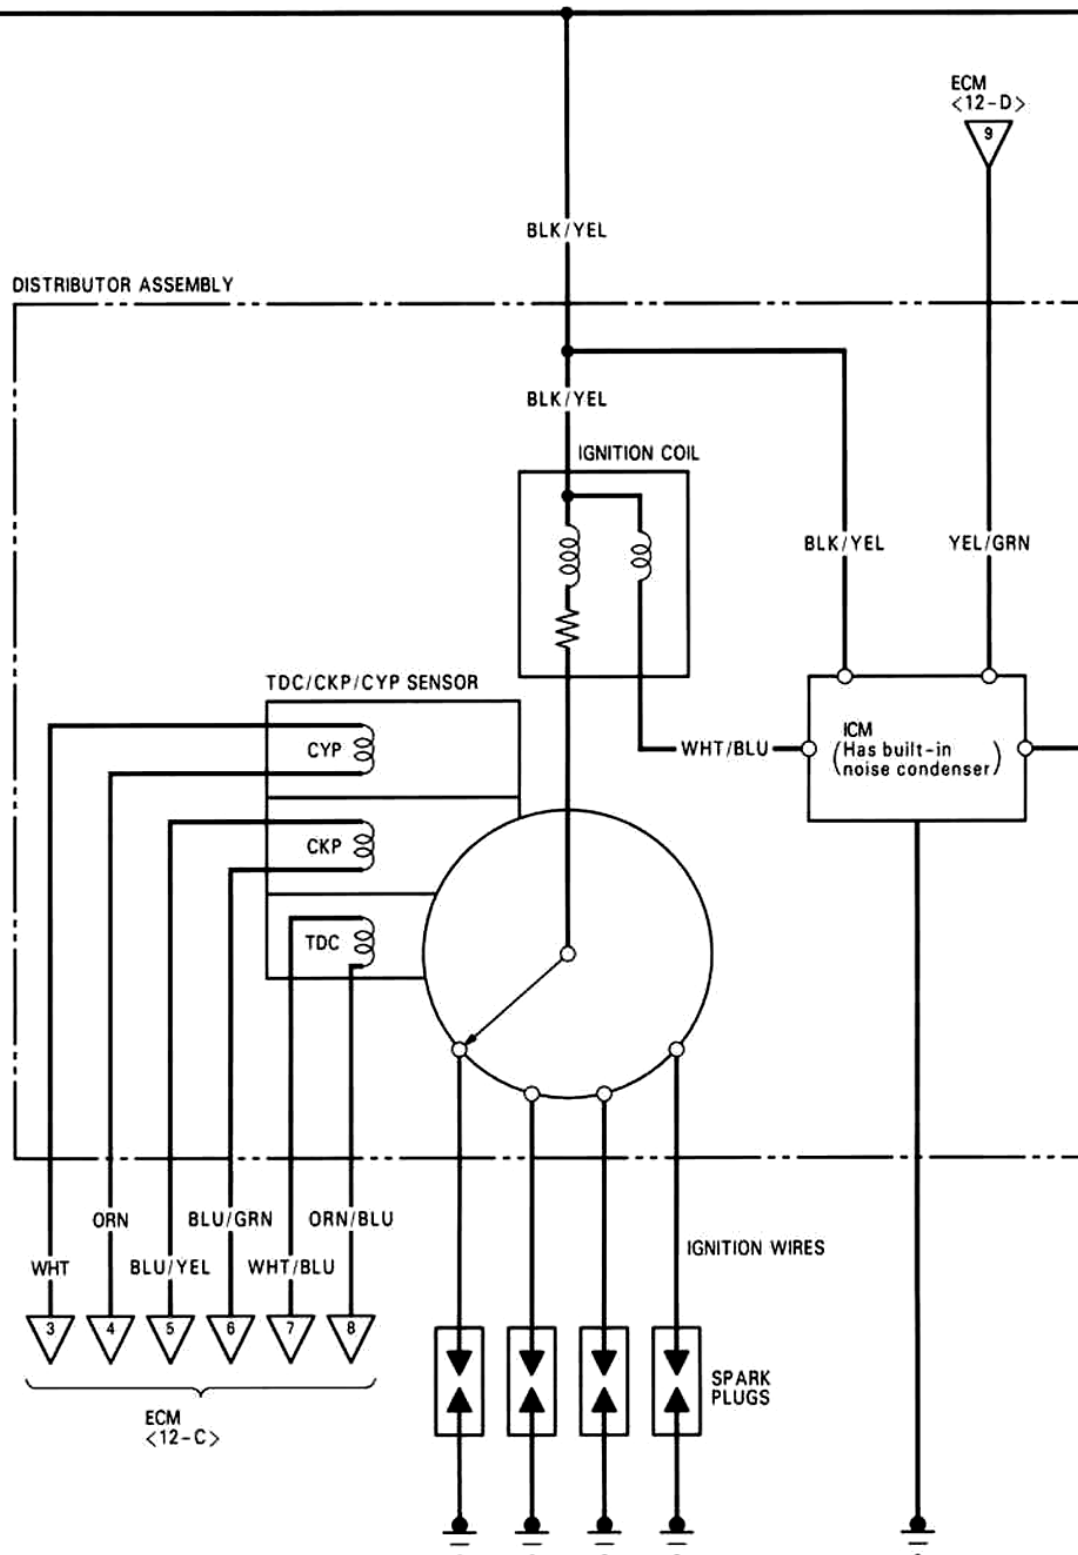 ECM
<12-D>
9
BLK/YEL
DISTRIBUTOR ASSEMBLY
BLK/YEL
IGNITION COIL
BLK/YEL
YEL/GRN
TDC/CKP/CYP SENSOR
CYP
WHT/BLU
ICM
(Has built-in
noise condenser)
CKP
TDC
ORN
BLU/GRN
ORN/BLU
IGNITION WIRES
WHT
BLU/YEL
WHT/BLU
3
4
5
6
7
8
SPARK
PLUGS
ECM
<12-C>